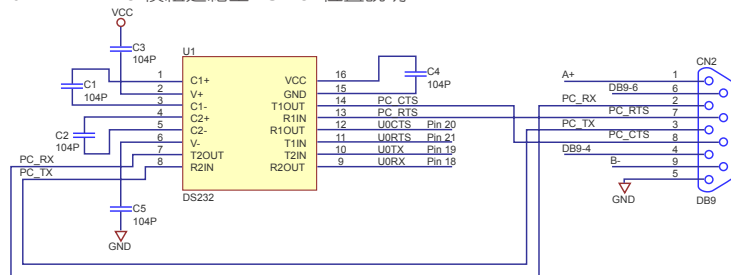 VCC
C3
104P
U1
C1
104P
C2
104P
C5
104P
GND
1 C1+
2 V+
3 C1-
4 C2+
5 C2-
6 V-
7 T2OUT
8 R2IN
PC_RX
PC_TX
VCC 16
GND 15
T1OUT 14 PC_CTS
R1IN 13 PC_RTS
R1OUT 12 U0CTS Pin 20
T1IN 11 U0RTS Pin 21
T2IN 10 U0TX Pin 19
R2OUT 9 U0RX Pin 18
DS232
C4
104P
CN2
A+ 1
DB9-6 6
PC_RX 2
PC_RTS 7
PC_TX 3
PC_CTS 8
DB9-4 4
B- 9
5
GND
DB9